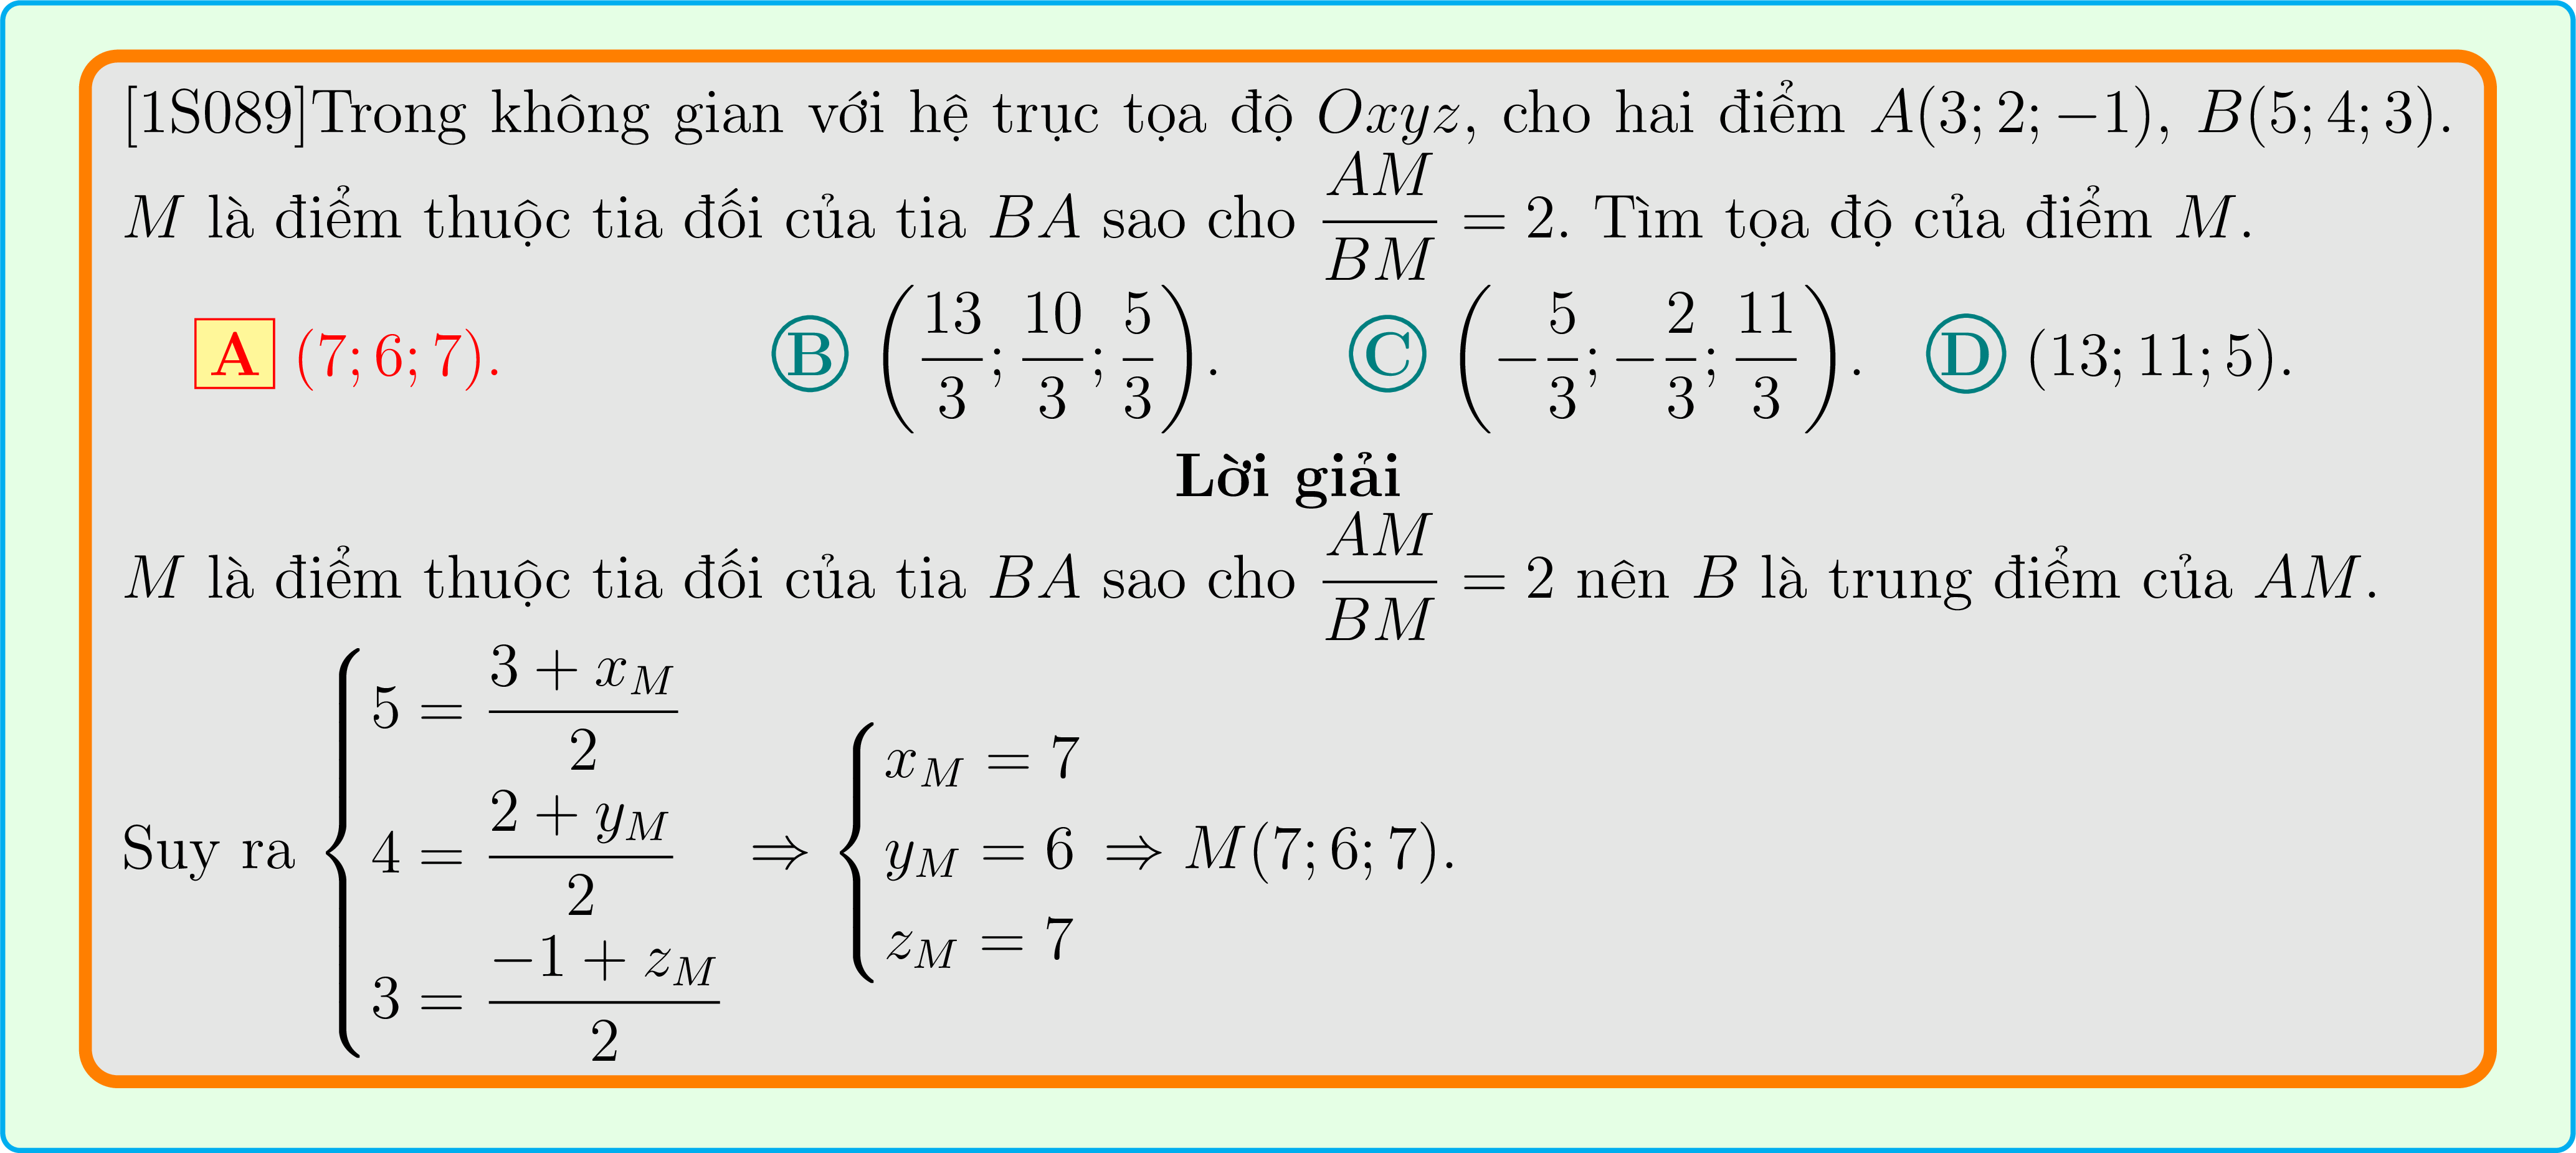 [1S089]Trong không gian với hệ trục tọa độ Oxyz, cho hai điểm A(3; 2; −1), B(5; 4; 3).
M là điểm thuộc tia đối của tia BA sao cho \frac{AM}{BM} = 2. Tìm tọa độ của điểm M.
A (7; 6; 7). B \left(\frac{13}{3}; \frac{10}{3}; \frac{5}{3}\right). C \left(-\frac{5}{3}; -\frac{2}{3}; \frac{11}{3}\right). D (13; 11; 5).
Lời giải
M là điểm thuộc tia đối của tia BA sao cho \frac{AM}{BM} = 2 nên B là trung điểm của AM.
Suy ra \begin{cases} 5 = \frac{3 + x_M}{2} \\ 4 = \frac{2 + y_M}{2} \\ 3 = \frac{-1 + z_M}{2} \end{cases} ⇒ \begin{cases} x_M = 7 \\ y_M = 6 \\ z_M = 7 \end{cases} ⇒ M(7; 6; 7).